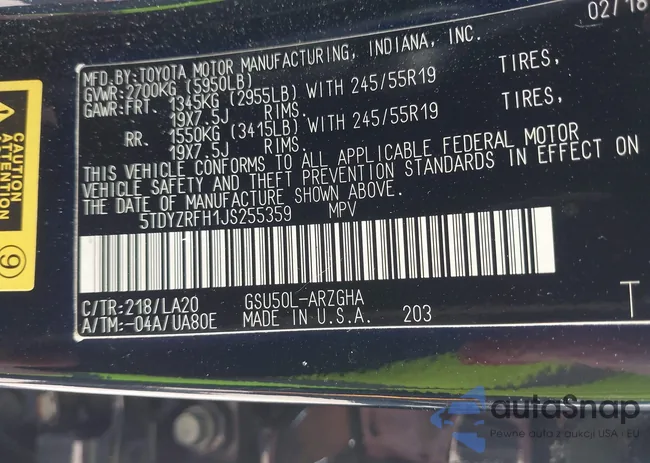 02/18
MFD.BY:TOYOTA MOTOR MANUFACTURING, INDIANA, INC.
GVWR:2700KG (5950LB)
GAWR:FRT. 1345KG (2955LB) WITH 245/55R19 TIRES,
19X7.5J RIMS.
RR. 1550KG (3415LB) WITH 245/55R19 TIRES,
19X7.5J RIMS.
THIS VEHICLE CONFORMS TO ALL APPLICABLE FEDERAL MOTOR
VEHICLE SAFETY AND THEFT PREVENTION STANDARDS IN EFFECT ON
THE DATE OF MANUFACTURE SHOWN ABOVE.
5TDYZRFH1JS255359 MPV
C/TR:218/LA20 GSU50L-ARZGHA
A/TM:-04A/UA80E MADE IN U.S.A. 203
T
CAUTION
ATTENTION
9
autaSnap
Pewne auta z aukcji USA - EU